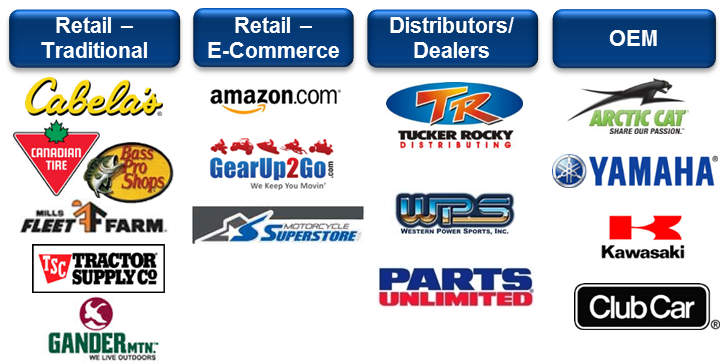 Retail –
Traditional
Retail –
E-Commerce
Distributors/
Dealers
OEM
Cabela's®
CANADIAN
TIRE
Bass
Pro
Shops
MILLS
FLEET FARM
TSC TRACTOR
SUPPLY CO
GANDER MTN.
WE LIVE OUTDOORS
amazon.com®
GearUp2Go.com
We Keep You Movin'
MOTORCYCLE
SUPERSTORE
TR
TUCKER ROCKY
DISTRIBUTING
WPS
WESTERN POWER SPORTS, INC.
PARTS
UNLIMITED®
ARCTIC CAT
SHARE OUR PASSION.™
YAMAHA
K
Kawasaki
Club Car®